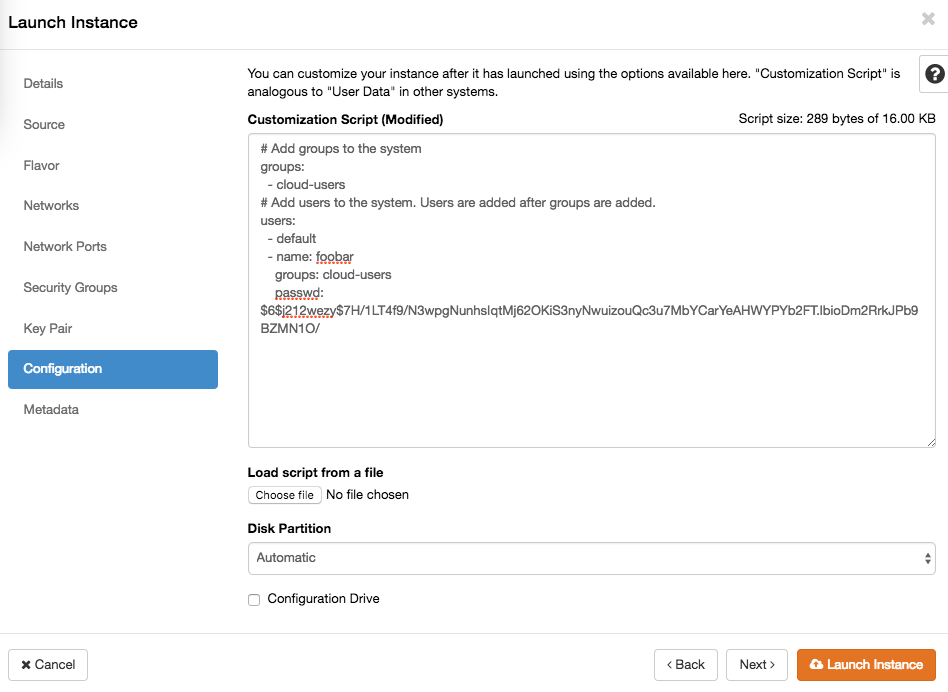 Launch Instance
Details
Source
Flavor
Networks
Network Ports
Security Groups
Key Pair
Configuration
Metadata
You can customize your instance after it has launched using the options available here. "Customization Script" is
analogous to "User Data" in other systems.
Customization Script (Modified)
Script size: 289 bytes of 16.00 KB
# Add groups to the system
groups:
  - cloud-users
# Add users to the system. Users are added after groups are added.
users:
  - default
  - name: foobar
    groups: cloud-users
    passwd:
$6$j212wezy$7H/1LT4f9/N3wpgNunhsIqtMj62OKiS3nyNwuizouQc3u7MbYCarYeAHWYPYb2FT.lbioDm2RrkJPb9
BZMN1O/
Load script from a file
Choose file No file chosen
Disk Partition
Automatic
Configuration Drive
Cancel
‹ Back
Next ›
Launch Instance